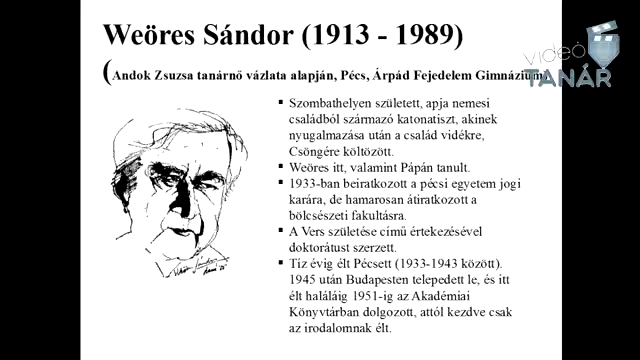 Weöres Sándor (1913 - 1989)
(Andok Zsuzsa tanárnő vázlata alapján, Pécs, Árpád Fejedelem Gimnázium)
videó
TANÁR
Szombathelyen született, apja nemesi
családból származó katonatiszt, akinek
nyugalmazása után a család vidékre,
Csöngére költözött.
Weöres itt, valamint Pápán tanult.
1933-ban beiratkozott a pécsi egyetem jogi
karára, de hamarosan átiratkozott a
bölcsészeti fakultásra.
A Vers születése című értekezésével
doktorátust szerzett.
Tíz évig élt Pécsett (1933-1943 között).
1945 után Budapesten telepedett le, és itt
élt haláláig 1951-ig az Akadémiai
Könyvtárban dolgozott, attól kezdve csak
az irodalomnak élt.